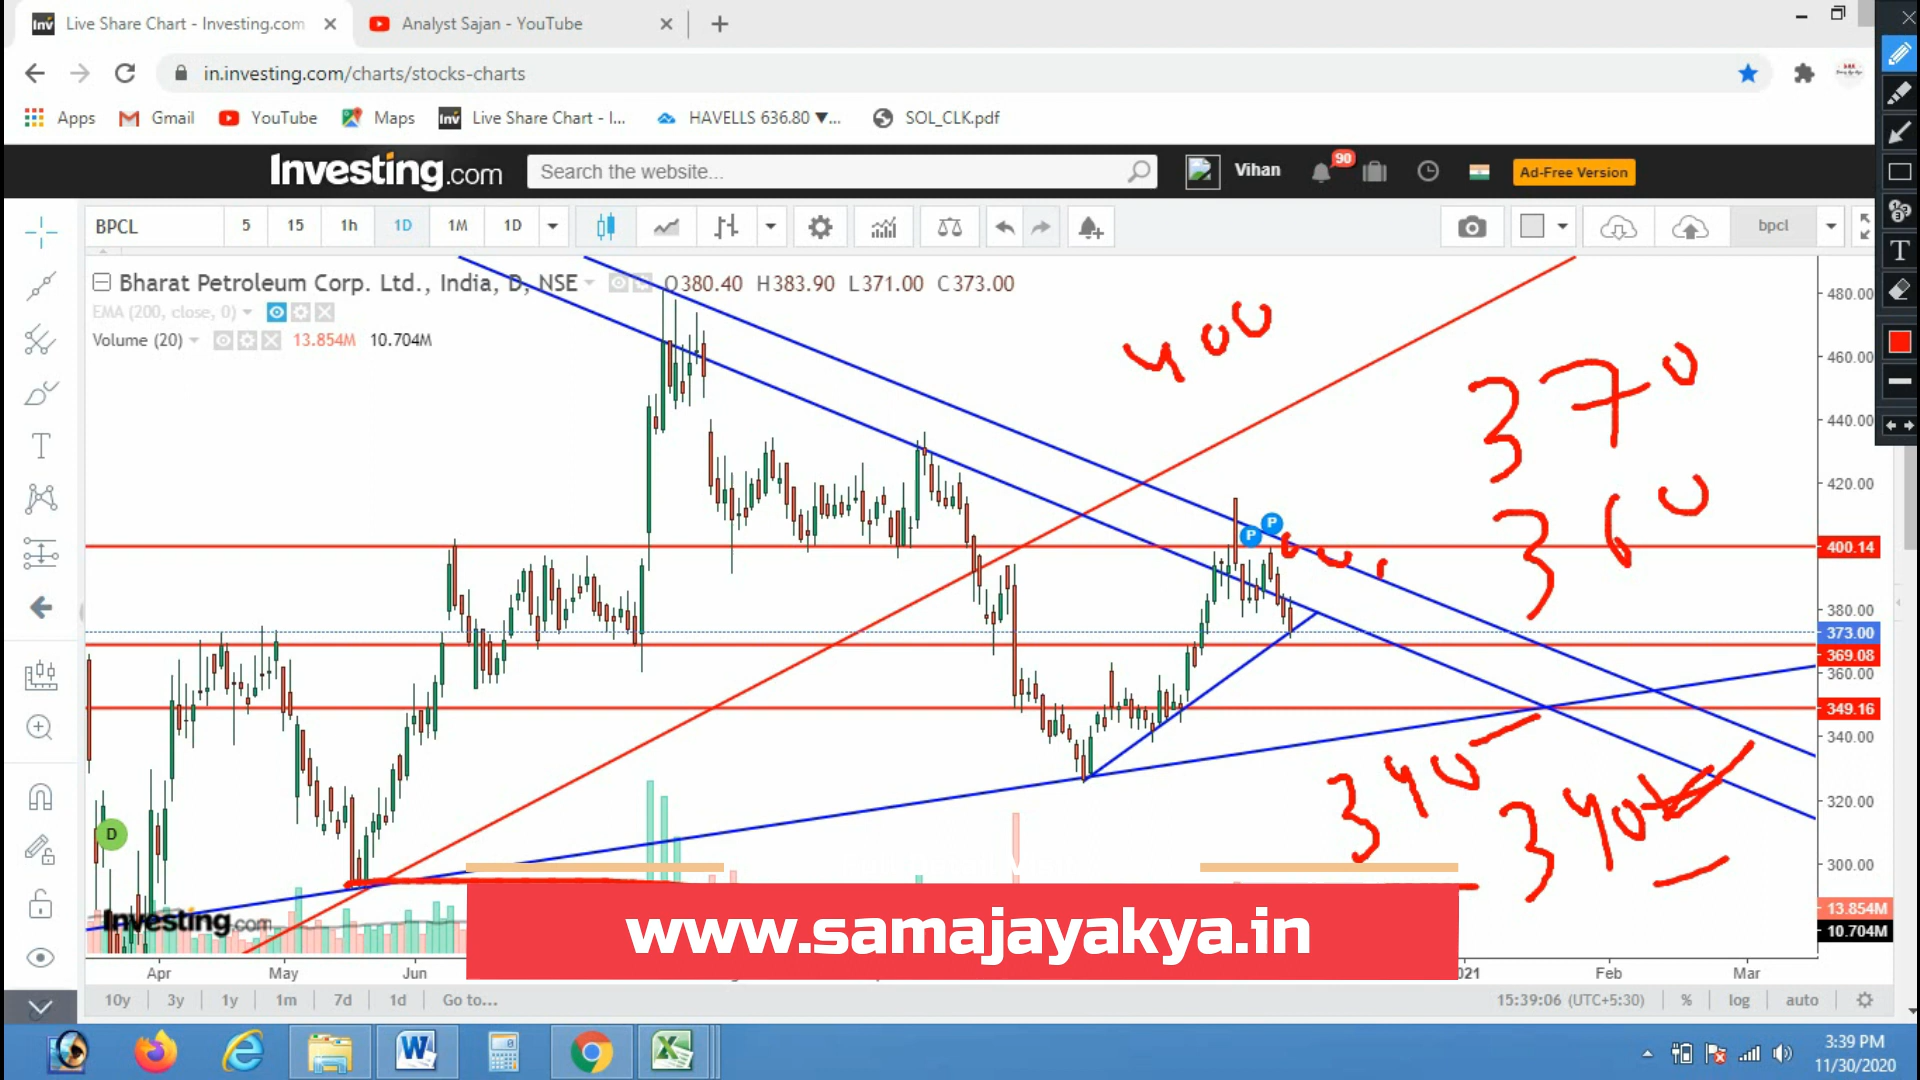 Live Share Chart - Investing.com
Analyst Sajan - YouTube
in.investing.com/charts/stocks-charts
Apps
Gmail
YouTube
Maps
Live Share Chart - I...
HAVELLS 636.80 ▼...
SOL_CLK.pdf
Investing.com
Search the website...
Vihan
90
Ad-Free Version
BPCL
5
15
1h
1D
1M
1D
bpcl
Bharat Petroleum Corp. Ltd., India, D, NSE
O380.40 H383.90 L371.00 C373.00
EMA (200, close, 0)
Volume (20)
13.854M 10.704M
400
370
360
340
340
P
P
D
480.00
460.00
440.00
420.00
400.14
380.00
373.00
369.08
360.00
349.16
340.00
320.00
300.00
13.854M
10.704M
Investing.com
www.samajayakya.in
Apr
May
Jun
021
Feb
Mar
10y
3y
1y
1m
7d
1d
Go to...
15:39:06 (UTC+5:30)
%
log
auto
3:39 PM
11/30/2020